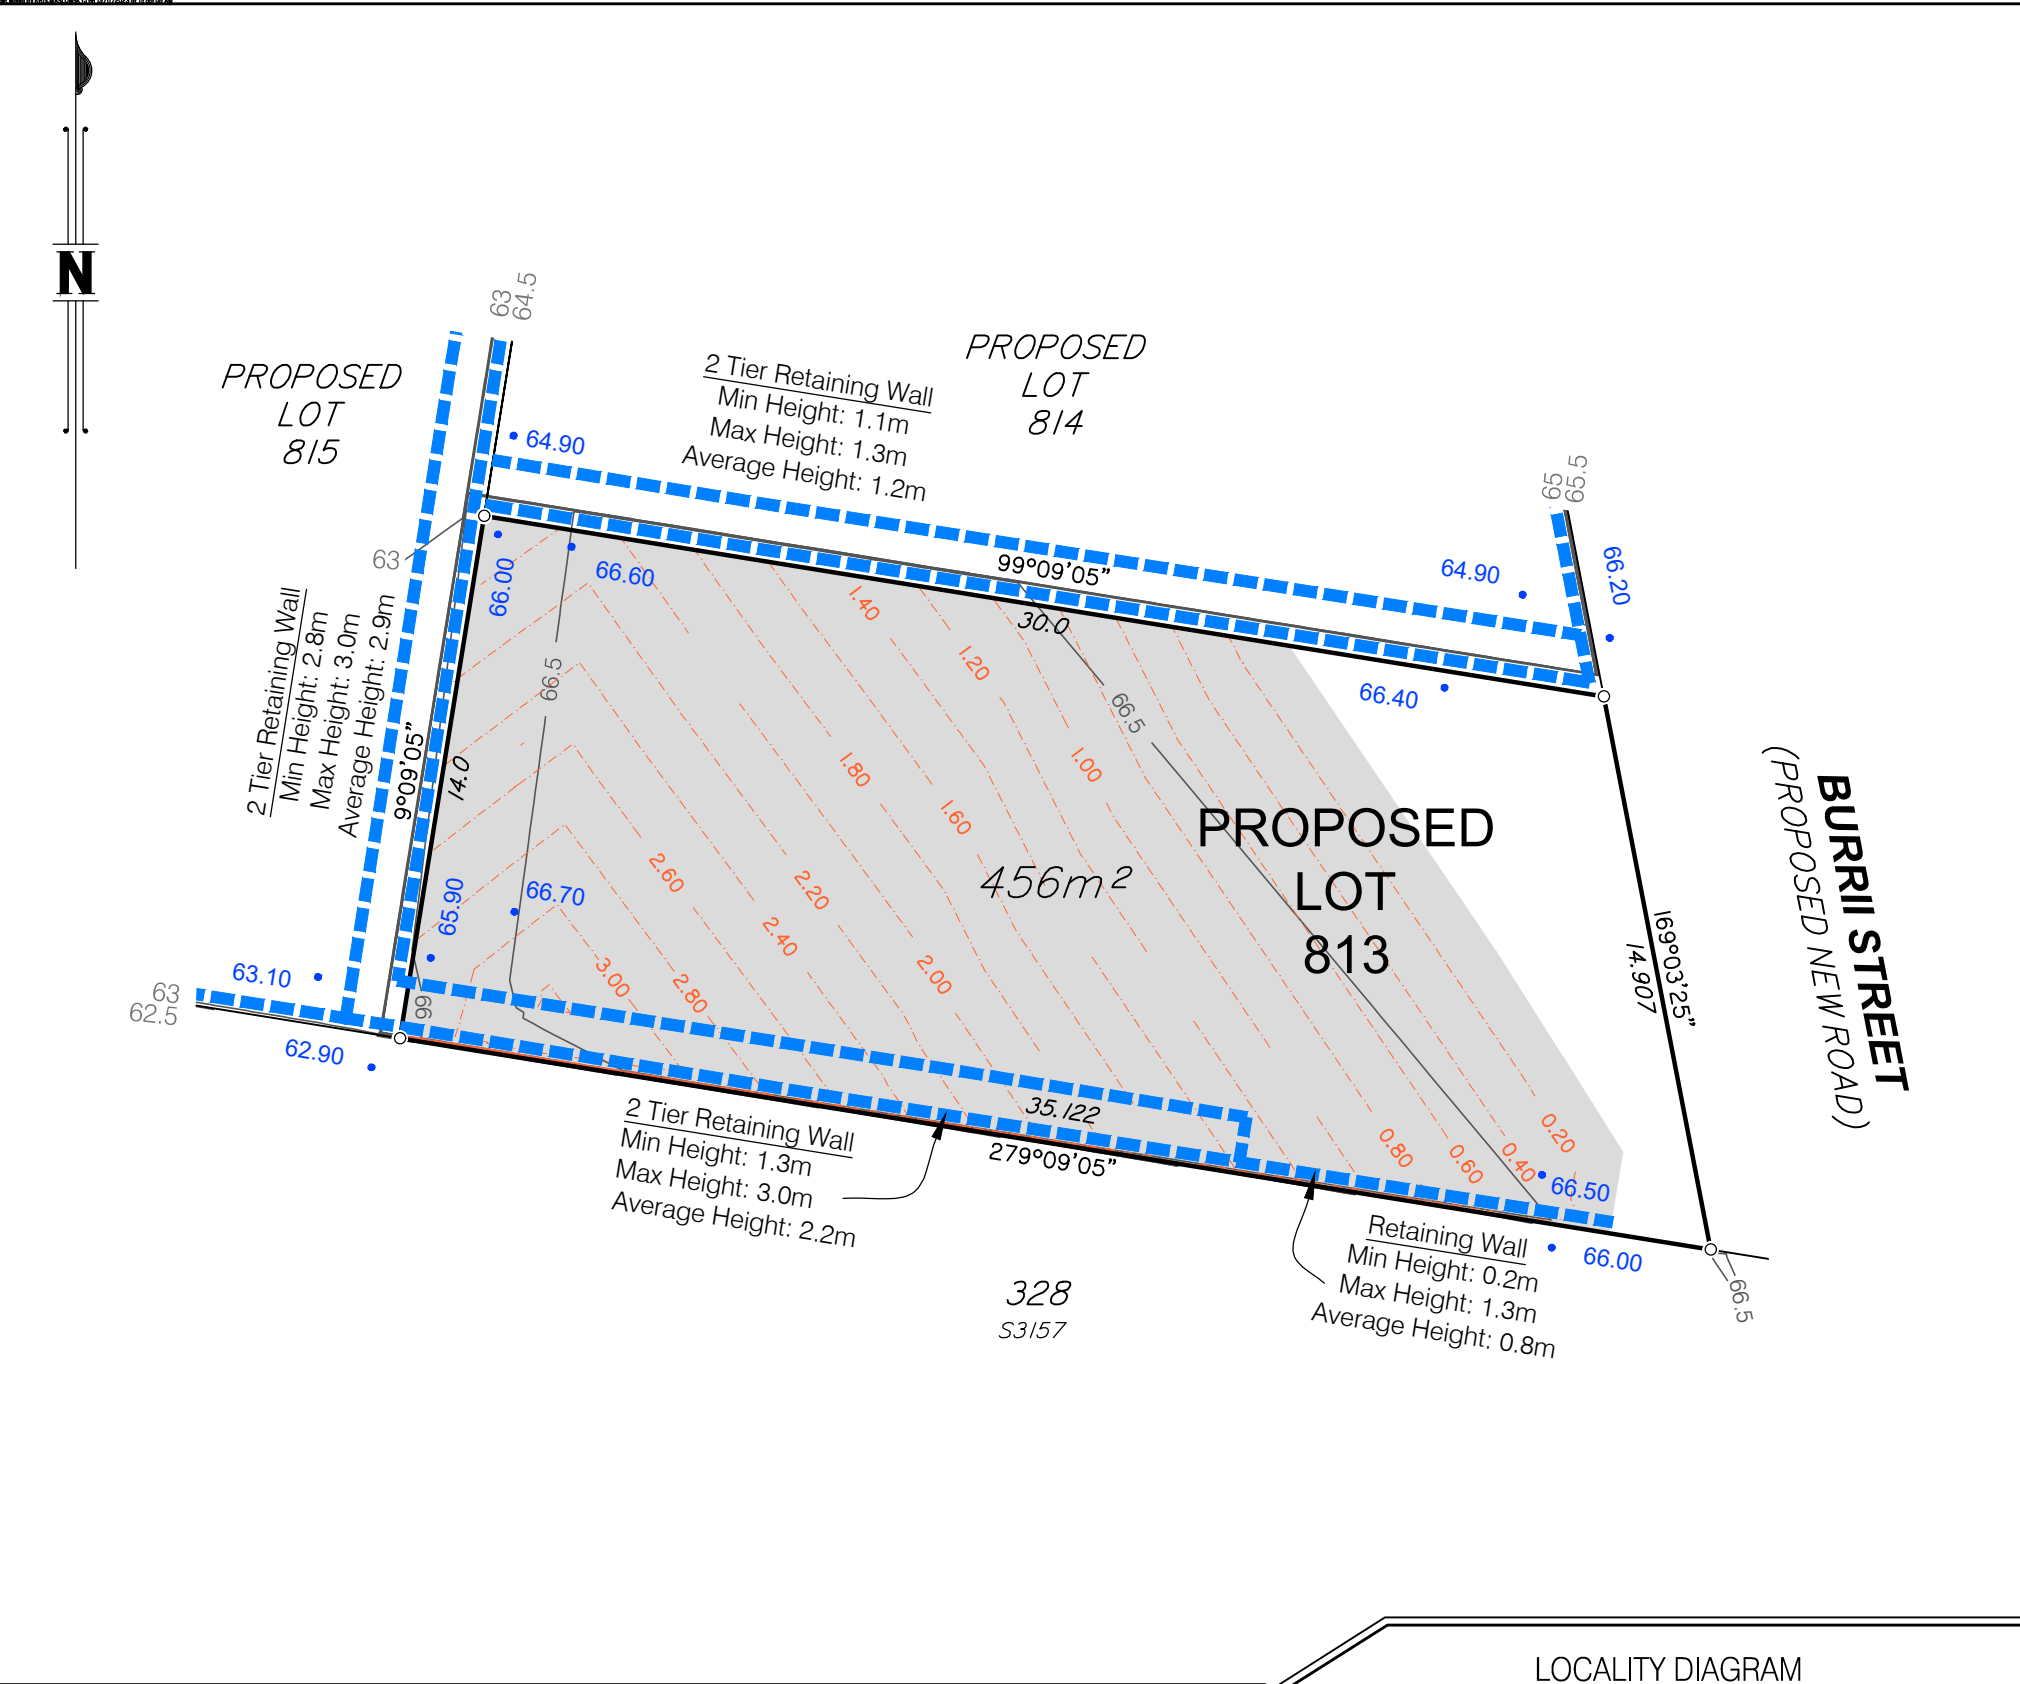 N
63
64.5
PROPOSED
LOT
815
PROPOSED
LOT
814
2 Tier Retaining Wall
Min Height: 1.1m
Max Height: 1.3m
Average Height: 1.2m
64.90
65
65.5
66.20
64.90
99°09'05"
30.0
63
66.00
66.60
66.5
66.40
2 Tier Retaining Wall
Min Height: 2.8m
Max Height: 3.0m
Average Height: 2.9m
9°09'05"
14.0
1.40
1.20
1.00
66.5
1.80
1.60
2.60
2.20
2.40
2.00
3.00
2.80
456m²
PROPOSED
LOT
813
BURRII STREET
(PROPOSED NEW ROAD)
169°03'25"
14.907
65.90
66.70
66
63.10
63
62.5
62.90
35.122
279°09'05"
2 Tier Retaining Wall
Min Height: 1.3m
Max Height: 3.0m
Average Height: 2.2m
0.80
0.60
0.40
0.20
66.50
66.00
66.5
Retaining Wall
Min Height: 0.2m
Max Height: 1.3m
Average Height: 0.8m
328
S3157
LOCALITY DIAGRAM